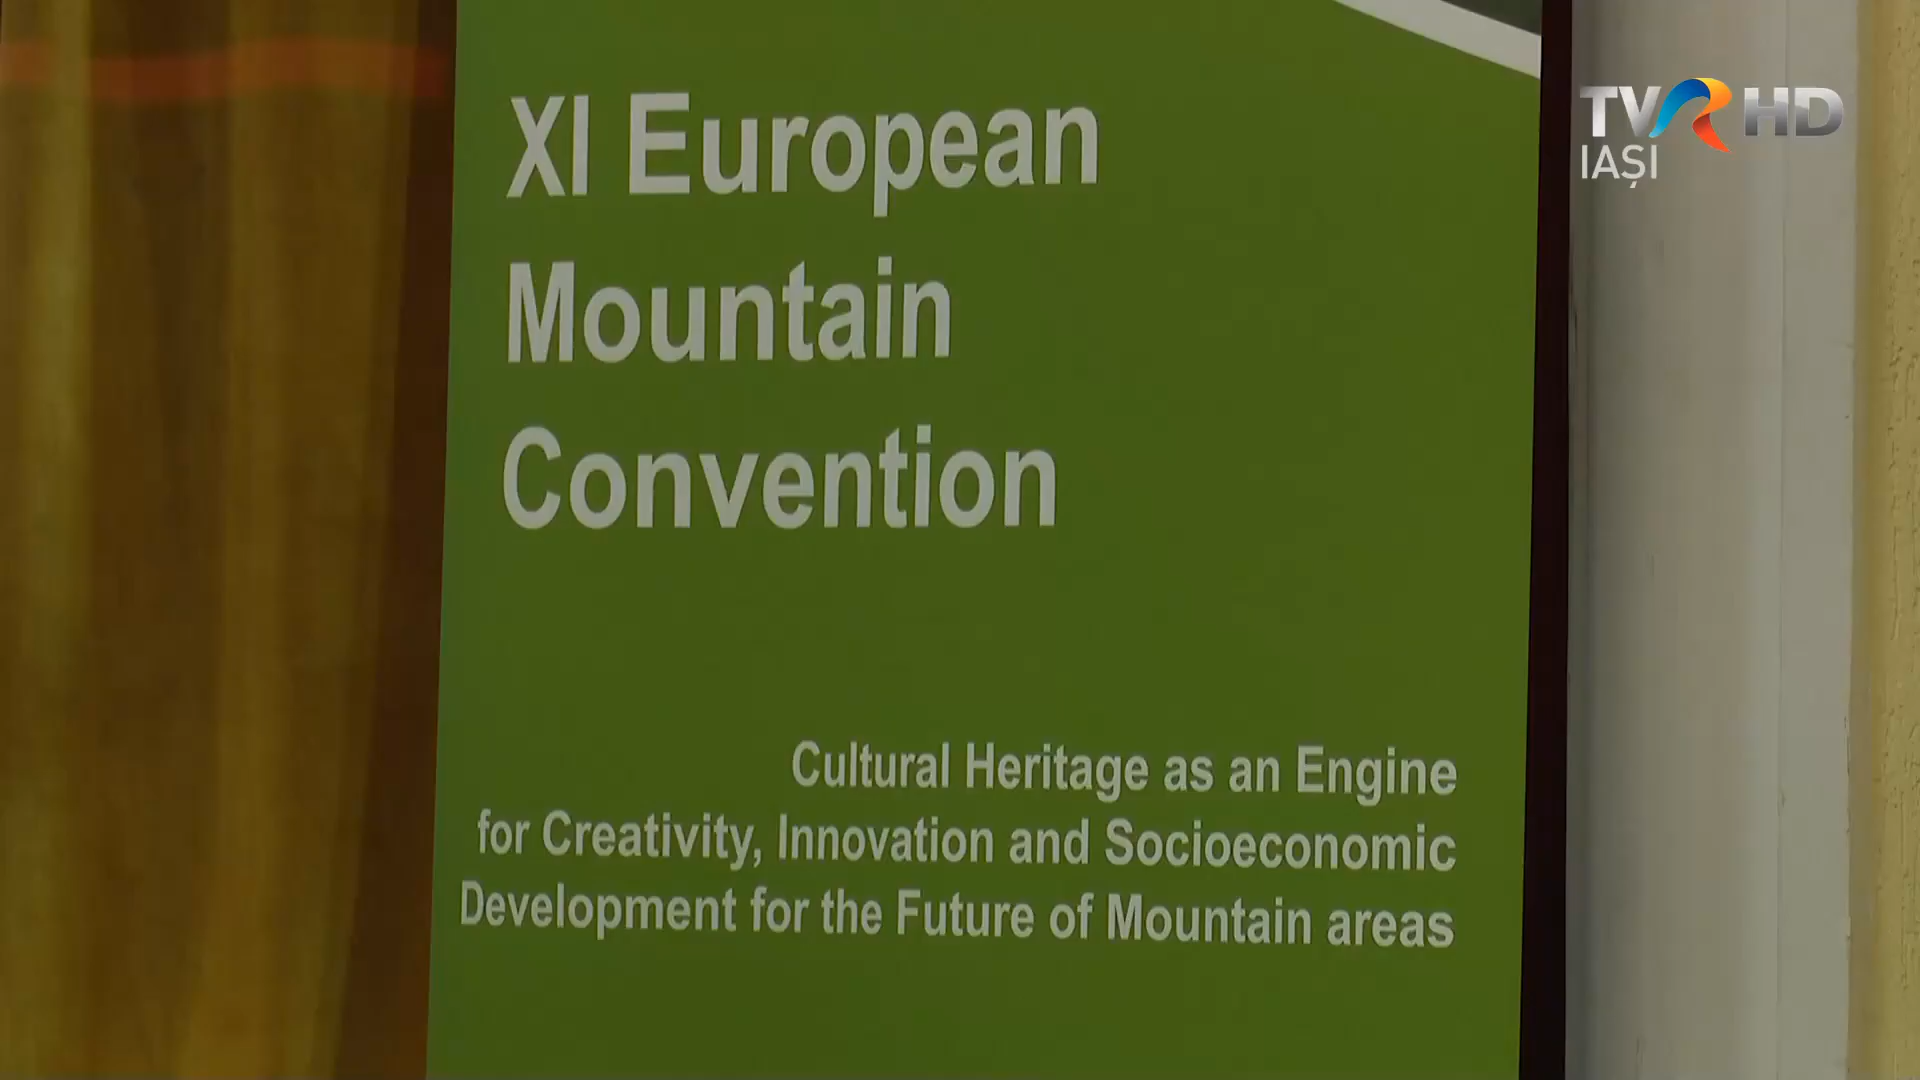 XI European
Mountain
Convention
Cultural Heritage as an Engine
for Creativity, Innovation and Socioeconomic
Development for the Future of Mountain areas
TVR HD
IAȘI